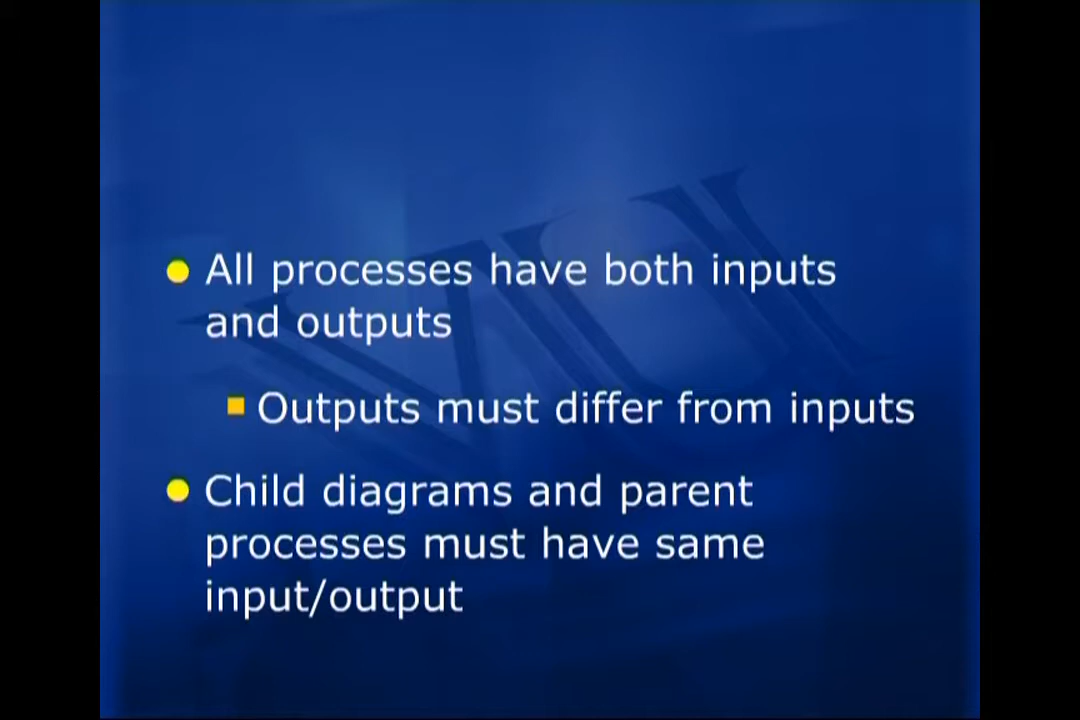 All processes have both inputs
and outputs
Outputs must differ from inputs
Child diagrams and parent
processes must have same
input/output
VU